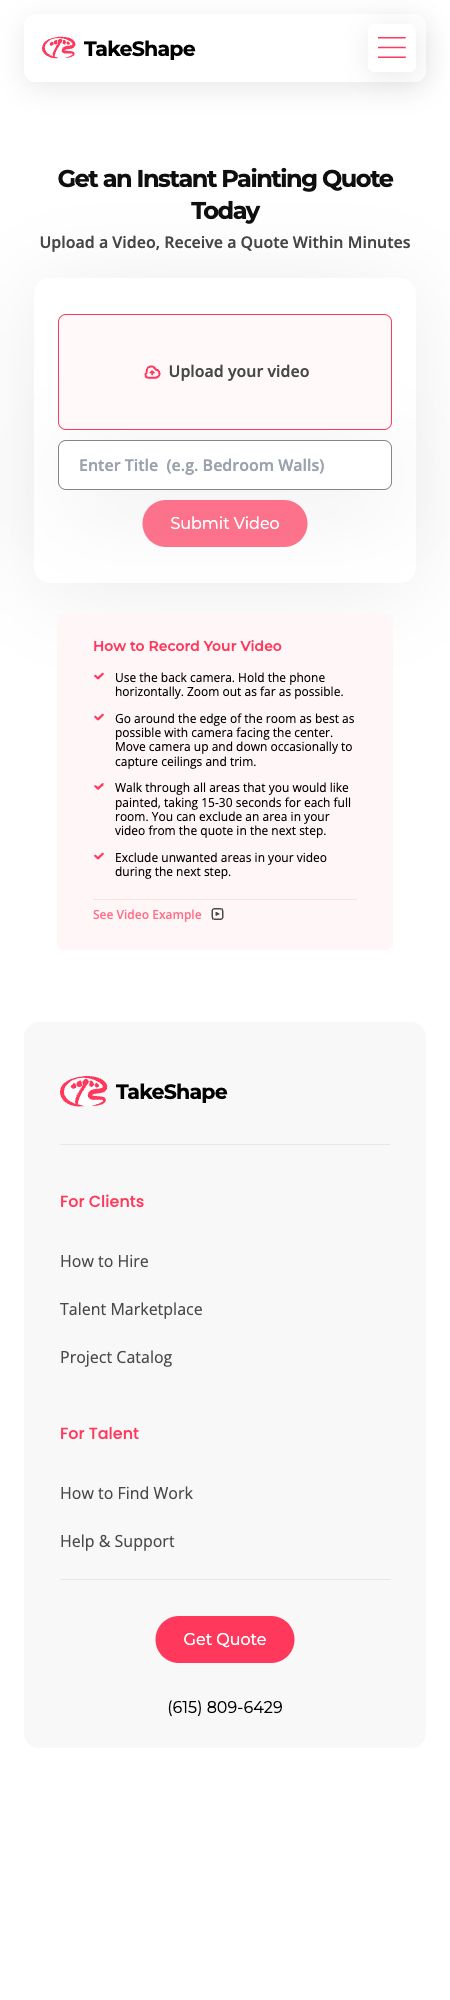 TakeShape
Get an Instant Painting Quote
Today
Upload a Video, Receive a Quote Within Minutes
Upload your video
Enter Title (e.g. Bedroom Walls)
Submit Video
How to Record Your Video
Use the back camera. Hold the phone
horizontally. Zoom out as far as possible.
Go around the edge of the room as best as
possible with camera facing the center.
Move camera up and down occasionally to
capture ceilings and trim.
Walk through all areas that you would like
painted, taking 15-30 seconds for each full
room. You can exclude an area in your
video from the quote in the next step.
Exclude unwanted areas in your video
during the next step.
See Video Example
TakeShape
For Clients
How to Hire
Talent Marketplace
Project Catalog
For Talent
How to Find Work
Help & Support
Get Quote
(615) 809-6429